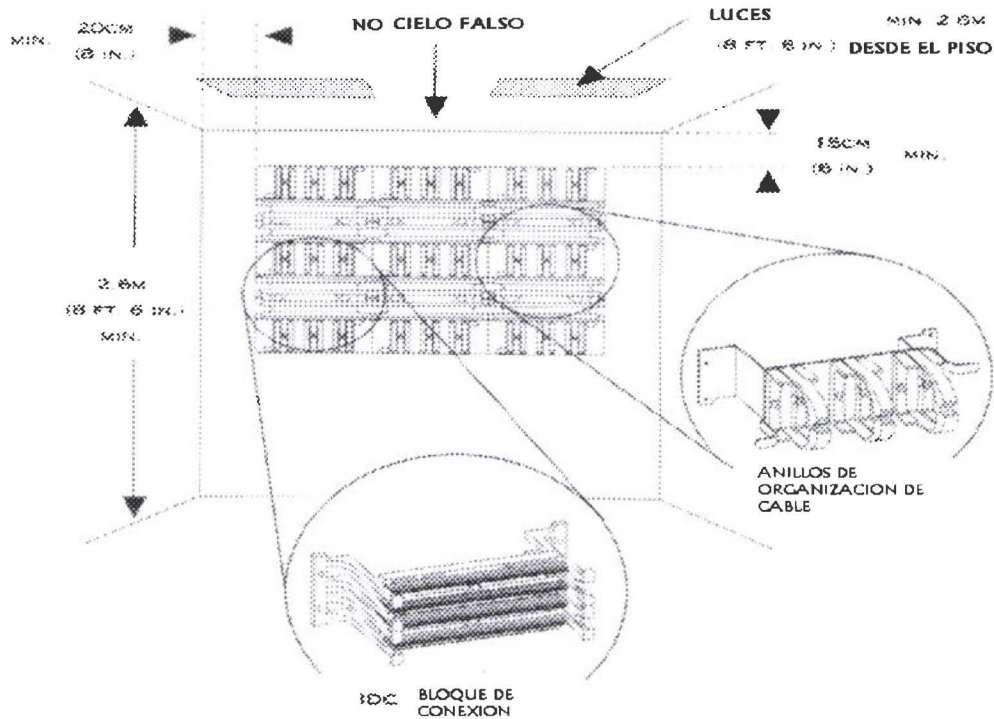 MIN. 20CM
(8 IN.)
NO CIELO FALSO
LUCES
MIN. 2.6M
(8 FT. 6 IN.) DESDE EL PISO
15CM MIN.
(6 IN.)
2.6M
(8 FT. 6 IN.)
MIN.
ANILLOS DE
ORGANIZACION DE
CABLE
IDC BLOQUE DE
CONEXION